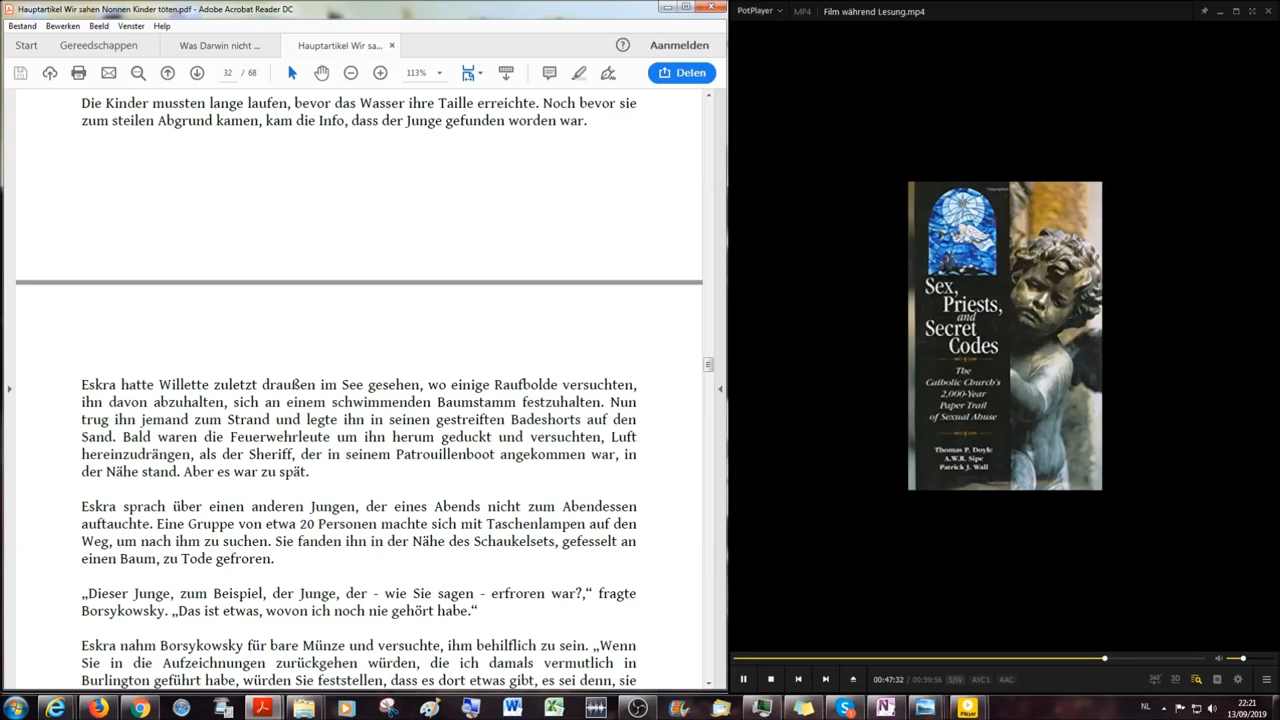 Hauptartikel Wir sahen Nonnen Kinder töten.pdf - Adobe Acrobat Reader DC
Bestand Bewerken Beeld Venster Help
Start Gereedschappen Was Darwin nicht ... Hauptartikel Wir sa... × Aanmelden
32 / 68 113% Delen
Die Kinder mussten lange laufen, bevor das Wasser ihre Taille erreichte. Noch bevor sie
zum steilen Abgrund kamen, kam die Info, dass der Junge gefunden worden war.
Eskra hatte Willette zuletzt draußen im See gesehen, wo einige Raufbolde versuchten,
ihn davon abzuhalten, sich an einem schwimmenden Baumstamm festzuhalten. Nun
trug ihn jemand zum Strand und legte ihn in seinen gestreiften Badeshorts auf den
Sand. Bald waren die Feuerwehrleute um ihn herum geduckt und versuchten, Luft
hereinzudrängen, als der Sheriff, der in seinem Patrouillenboot angekommen war, in
der Nähe stand. Aber es war zu spät.
Eskra sprach über einen anderen Jungen, der eines Abends nicht zum Abendessen
auftauchte. Eine Gruppe von etwa 20 Personen machte sich mit Taschenlampen auf den
Weg, um nach ihm zu suchen. Sie fanden ihn in der Nähe des Schaukelsets, gefesselt an
einen Baum, zu Tode gefroren.
„Dieser Junge, zum Beispiel, der Junge, der - wie Sie sagen - erfroren war?,“ fragte
Borsykowsky. „Das ist etwas, wovon ich noch nie gehört habe.“
Eskra nahm Borsykowsky für bare Münze und versuchte, ihm behilflich zu sein. „Wenn
Sie in die Aufzeichnungen zurückgehen würden, die ich damals vermutlich in
Burlington geführt habe, würden Sie feststellen, dass es dort etwas gibt, es sei denn, sie
PotPlayer MP4 Film während Lesung.mp4
Sex,
Priests,
and
Secret
Codes
The
Catholic Church's
2,000-Year
Paper Trail
of Sexual Abuse
Thomas P. Doyle
A.W.R. Sipe
Patrick J. Wall
00:47:32 / 00:59:56 S/W AVC1 AAC
360° 3D
NL 22:21
13/09/2019